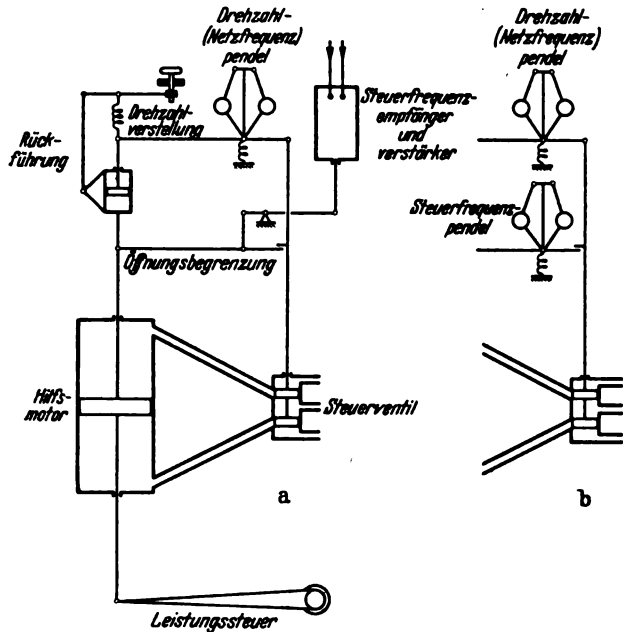 Drehzahl-
(Netzfrequenz)
pendel
Drehzahl-
verstellung
Rück-
führung
Steuerfrequenz-
empfänger
und
verstärker
Öffnungsbegrenzung
Hilfs-
motor
Steuerventil
a
Leistungssteuer
Drehzahl-
(Netzfrequenz)
pendel
Steuerfrequenz-
pendel
b